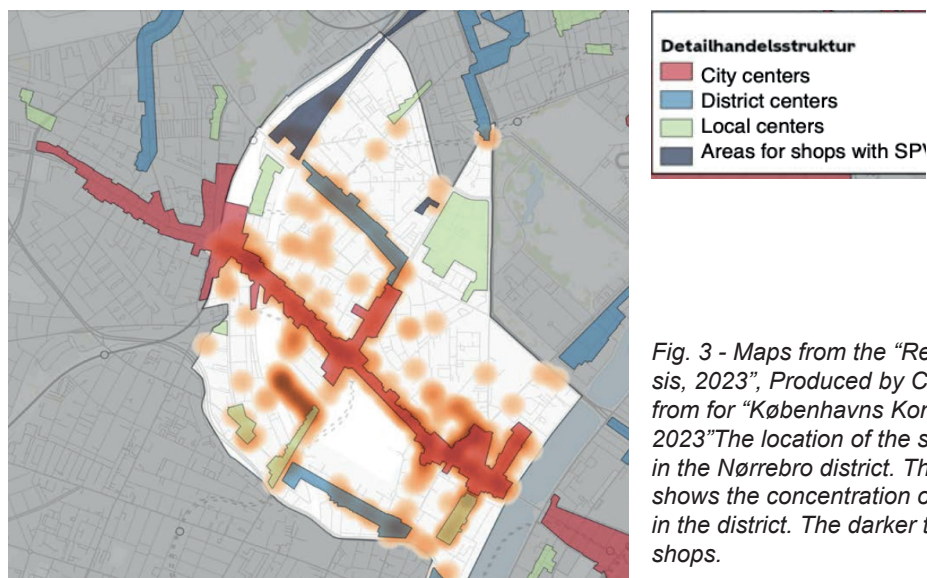 Detailhandelsstruktur
City centers
District centers
Local centers
Areas for shops with SPV
Fig. 3 - Maps from the “Re
sis, 2023”, Produced by C
from for “Københavns Kor
2023”The location of the s
in the Nørrebro district. Th
shows the concentration o
in the district. The darker t
shops.